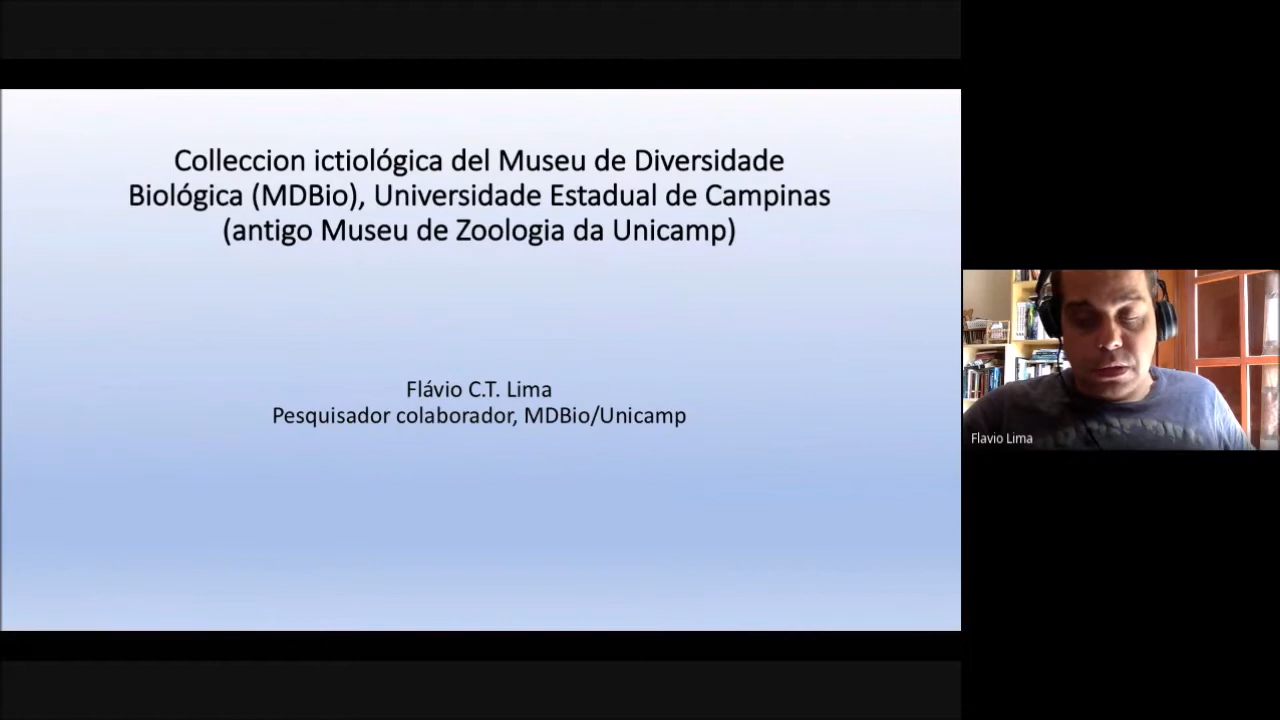 Colleccion ictiológica del Museu de Diversidade
Biológica (MDBio), Universidade Estadual de Campinas
(antigo Museu de Zoologia da Unicamp)
Flávio C.T. Lima
Pesquisador colaborador, MDBio/Unicamp
Flavio Lima